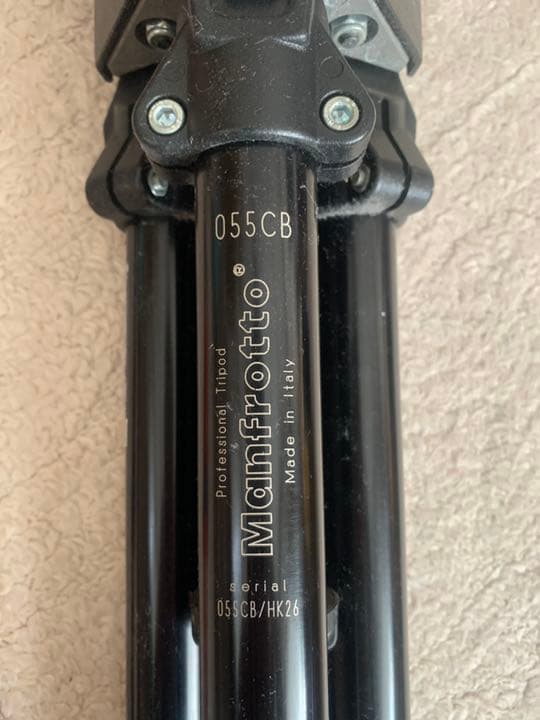 055CB
Professional Tripod
Manfrotto®
Made in Italy
serial
055CB/HK26